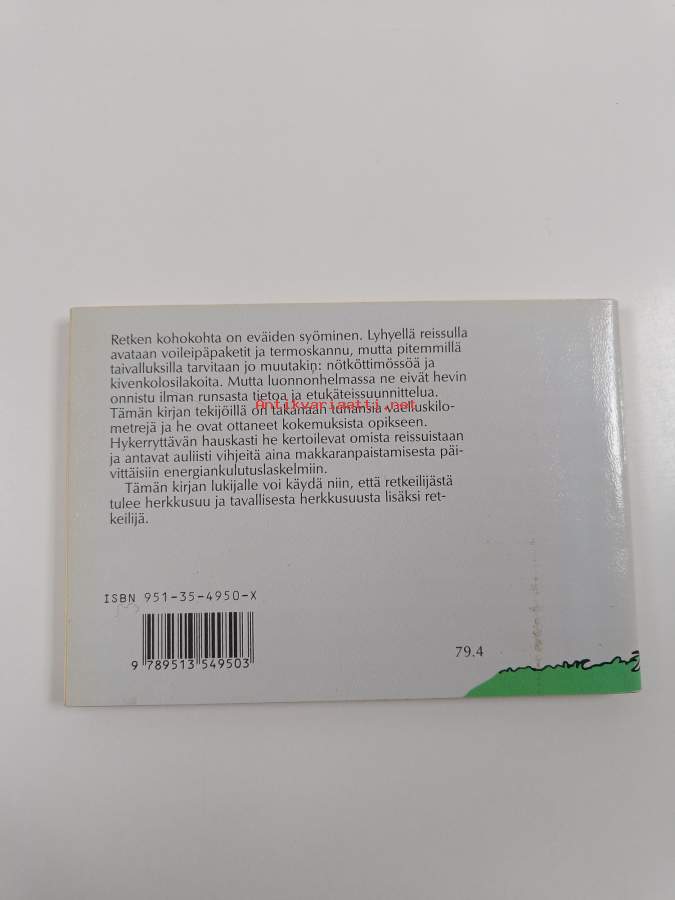 Retken kohokohta on eväiden syöminen. Lyhyellä reissulla
avataan voileipäpaketit ja termoskannu, mutta pitemmillä
taivalluksilla tarvitaan jo muutakin: nötköttimössöä ja
kivenkolosilakoita. Mutta luonnonhelmassa ne eivät hevin
onnistu ilman runsasta tietoa ja etukäteissuunnittelua.
Antikvariaatti.net
Tämän kirjan tekijöillä on takanaan tuhansia vaelluskilo-
metrejä ja he ovat ottaneet kokemuksista opikseen.
Hykerryttävän hauskasti he kertoilevat omista reissuistaan
ja antavat auliisti vihjeitä aina makkaranpaistamisesta päi-
vittäisiin energiankulutuslaskelmiin.
Tämän kirjan lukijalle voi käydä niin, että retkeilijästä
tulee herkkusuu ja tavallisesta herkkusuusta lisäksi ret-
keilijä.
ISBN 951-35-4950-X
9 789513 549503
79.4